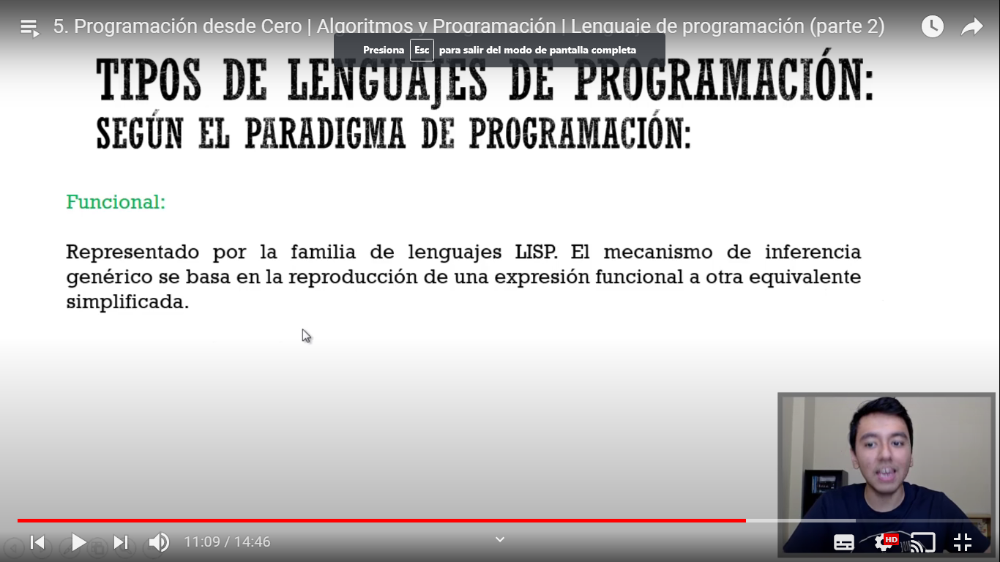 5. Programación desde Cero | Algoritmos y Programación | Lenguaje de programación (parte 2)
Presiona Esc para salir del modo de pantalla completa
TIPOS DE LENGUAJES DE PROGRAMACIÓN:
SEGÚN EL PARADIGMA DE PROGRAMACIÓN:
Funcional:
Representado por la familia de lenguajes LISP. El mecanismo de inferencia
genérico se basa en la reproducción de una expresión funcional a otra equivalente
simplificada.
11:09 / 14:46
HD